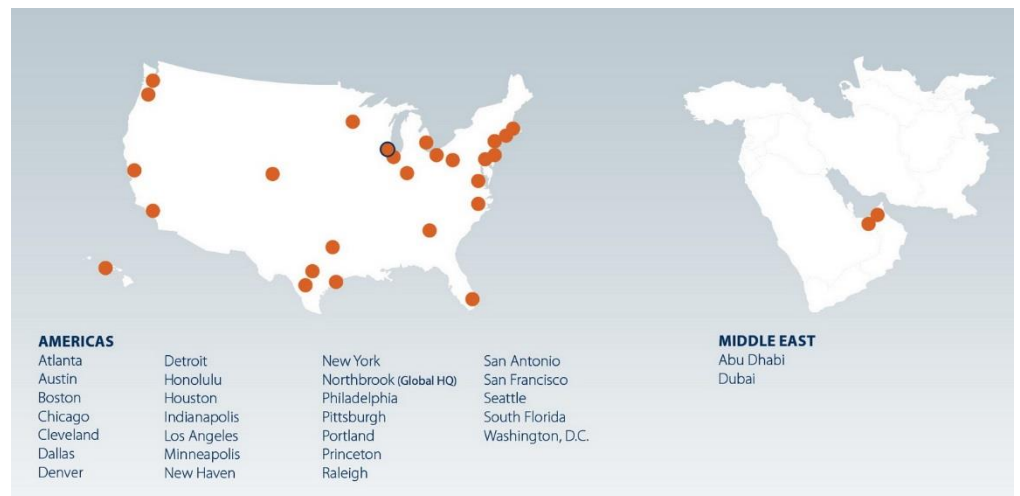 AMERICAS
Atlanta
Austin
Boston
Chicago
Cleveland
Dallas
Denver
Detroit
Honolulu
Houston
Indianapolis
Los Angeles
Minneapolis
New Haven
New York
Northbrook (Global HQ)
Philadelphia
Pittsburgh
Portland
Princeton
Raleigh
San Antonio
San Francisco
Seattle
South Florida
Washington, D.C.
MIDDLE EAST
Abu Dhabi
Dubai